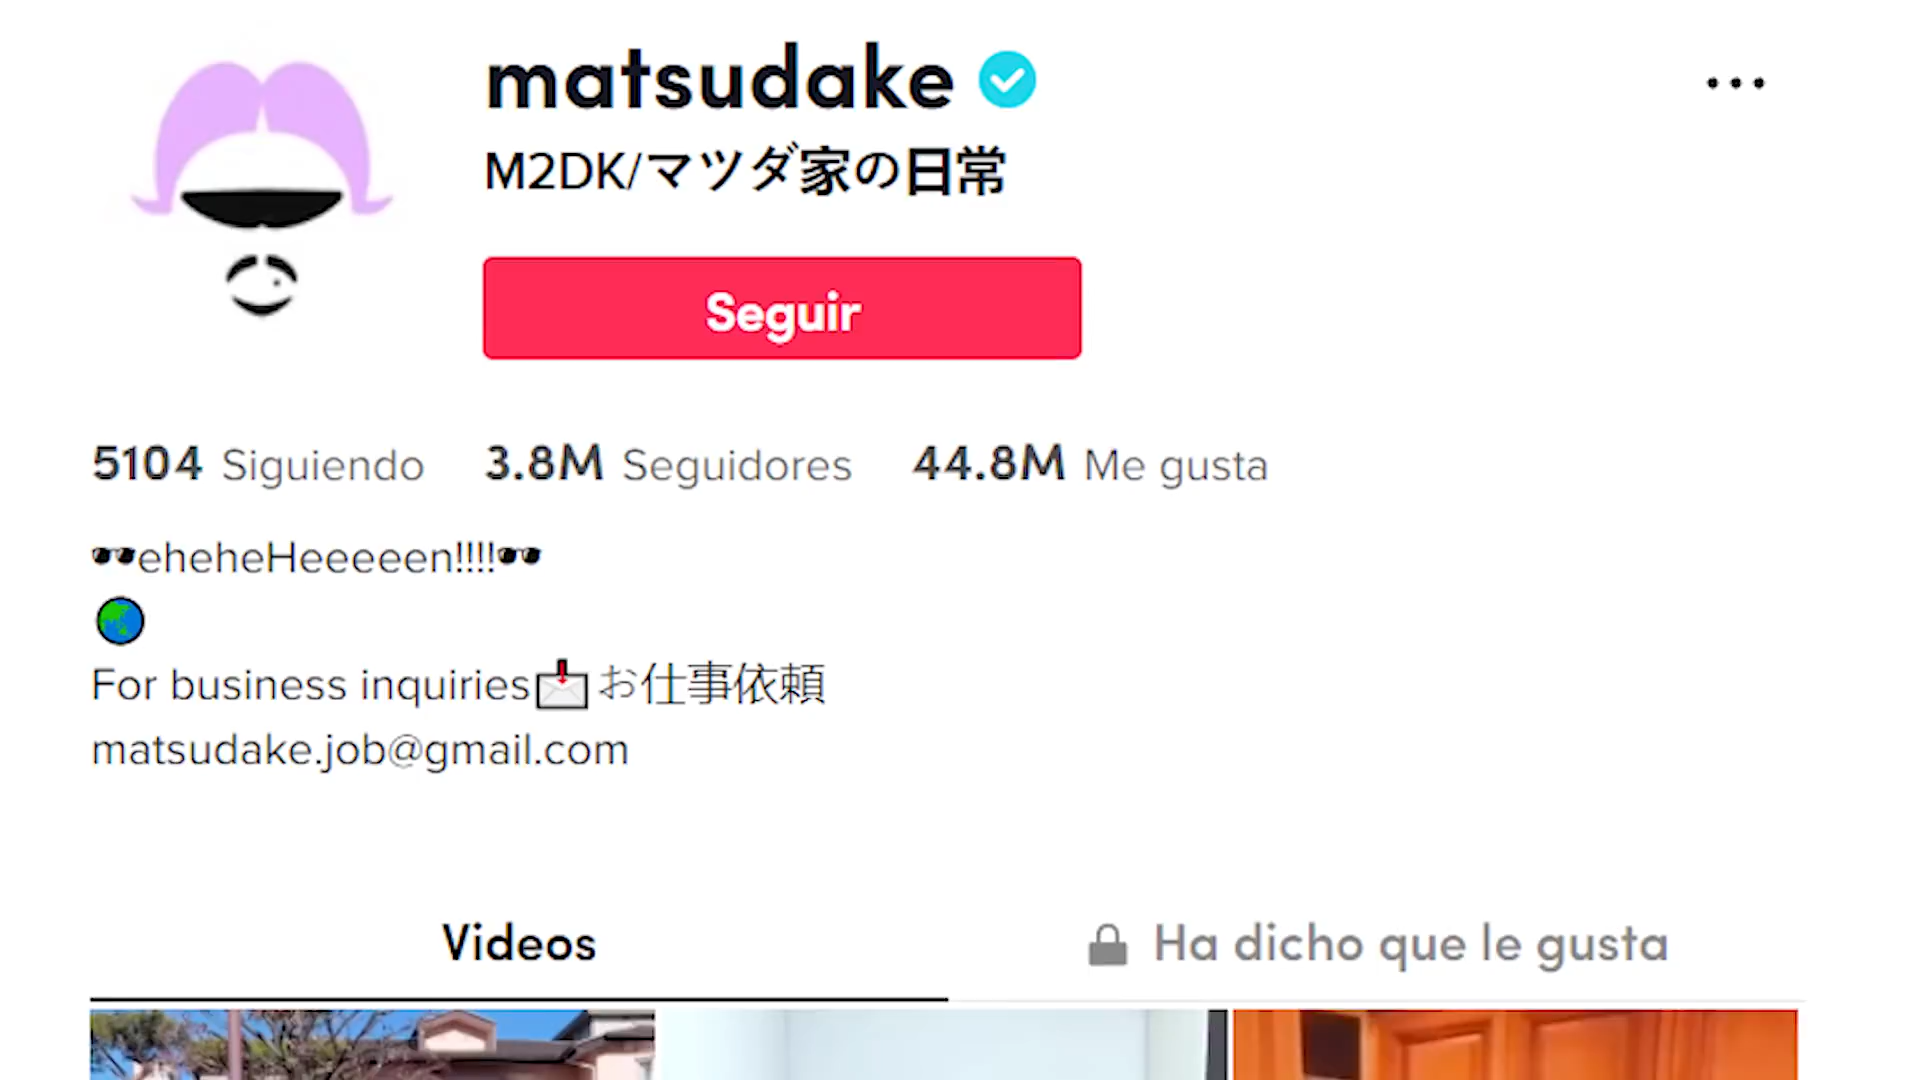 matsudake
M2DK/マツダ家の日常
Seguir
5104 Siguiendo 3.8M Seguidores 44.8M Me gusta
🕶eheheHeeeeen!!!!🕶
🌏
For business inquiries📩お仕事依頼
matsudake.job@gmail.com
Videos Ha dicho que le gusta